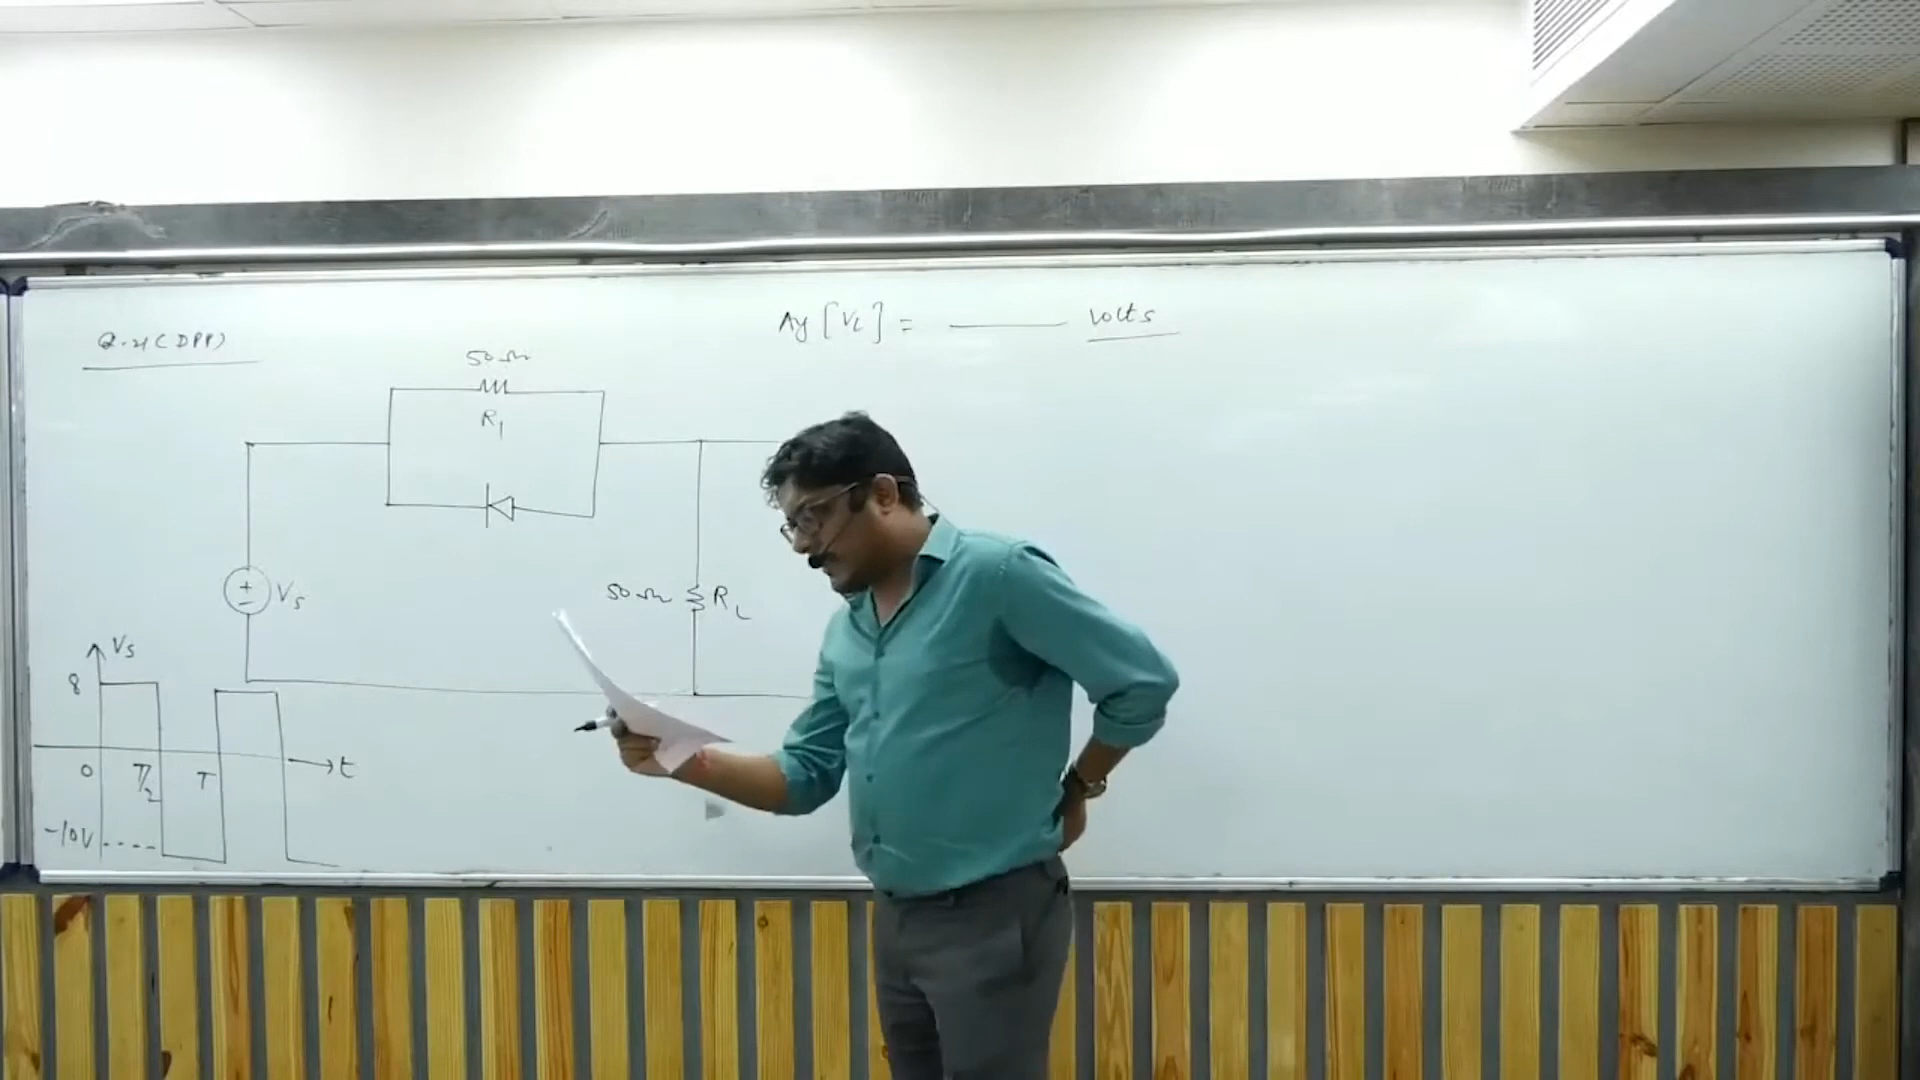 Avg [VL] = ______ volts
Q.21 (DPP)
50Ω
R1
Vs
50Ω RL
Vs
8
0 T/2 T → t
-10V